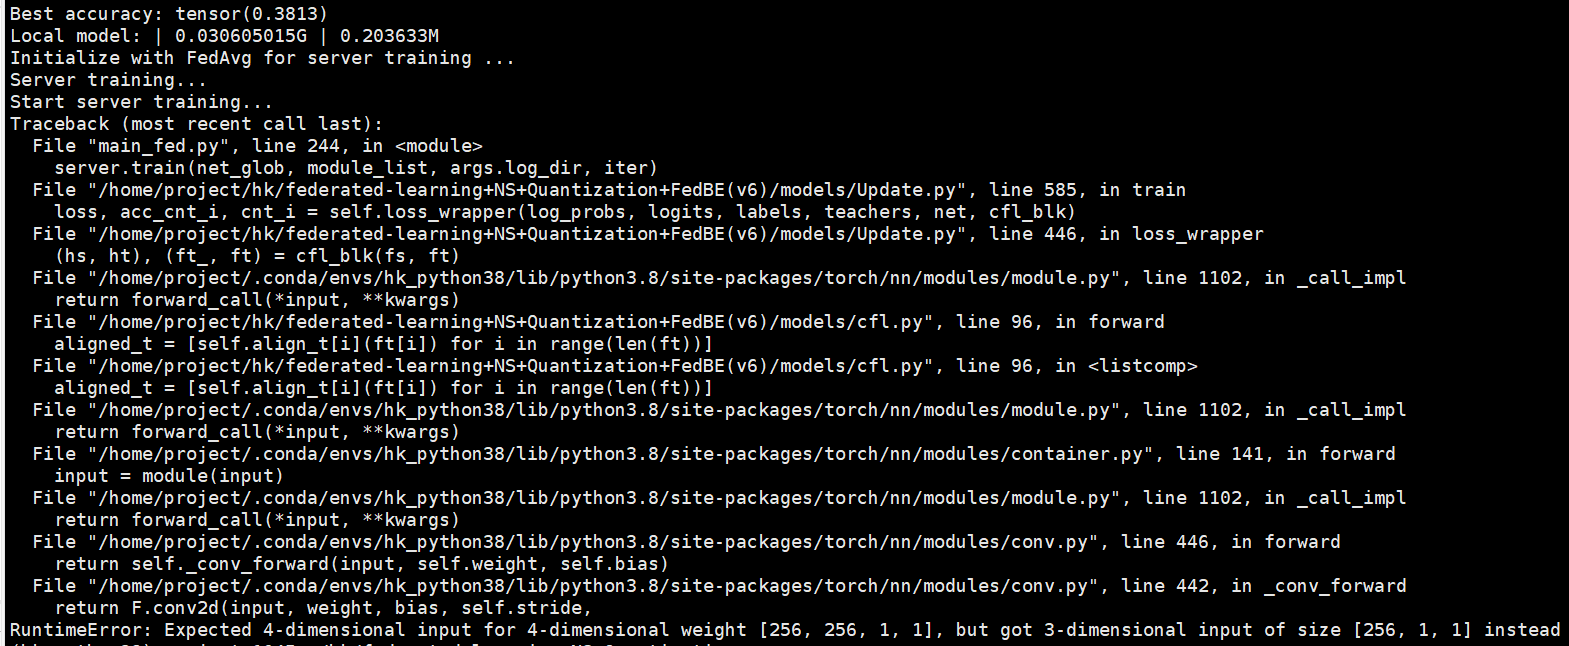 Best accuracy: tensor(0.3813)
Local model: | 0.030605015G | 0.203633M
Initialize with FedAvg for server training ...
Server training...
Start server training...
Traceback (most recent call last):
  File "main_fed.py", line 244, in <module>
    server.train(net_glob, module_list, args.log_dir, iter)
  File "/home/project/hk/federated-learning+NS+Quantization+FedBE(v6)/models/Update.py", line 585, in train
    loss, acc_cnt_i, cnt_i = self.loss_wrapper(log_probs, logits, labels, teachers, net, cfl_blk)
  File "/home/project/hk/federated-learning+NS+Quantization+FedBE(v6)/models/Update.py", line 446, in loss_wrapper
    (hs, ht), (ft_, ft) = cfl_blk(fs, ft)
  File "/home/project/.conda/envs/hk_python38/lib/python3.8/site-packages/torch/nn/modules/module.py", line 1102, in _call_impl
    return forward_call(*input, **kwargs)
  File "/home/project/hk/federated-learning+NS+Quantization+FedBE(v6)/models/cfl.py", line 96, in forward
    aligned_t = [self.align_t[i](ft[i]) for i in range(len(ft))]
  File "/home/project/hk/federated-learning+NS+Quantization+FedBE(v6)/models/cfl.py", line 96, in <listcomp>
    aligned_t = [self.align_t[i](ft[i]) for i in range(len(ft))]
  File "/home/project/.conda/envs/hk_python38/lib/python3.8/site-packages/torch/nn/modules/module.py", line 1102, in _call_impl
    return forward_call(*input, **kwargs)
  File "/home/project/.conda/envs/hk_python38/lib/python3.8/site-packages/torch/nn/modules/container.py", line 141, in forward
    input = module(input)
  File "/home/project/.conda/envs/hk_python38/lib/python3.8/site-packages/torch/nn/modules/module.py", line 1102, in _call_impl
    return forward_call(*input, **kwargs)
  File "/home/project/.conda/envs/hk_python38/lib/python3.8/site-packages/torch/nn/modules/conv.py", line 446, in forward
    return self._conv_forward(input, self.weight, self.bias)
  File "/home/project/.conda/envs/hk_python38/lib/python3.8/site-packages/torch/nn/modules/conv.py", line 442, in _conv_forward
    return F.conv2d(input, weight, bias, self.stride,
RuntimeError: Expected 4-dimensional input for 4-dimensional weight [256, 256, 1, 1], but got 3-dimensional input of size [256, 1, 1] instead